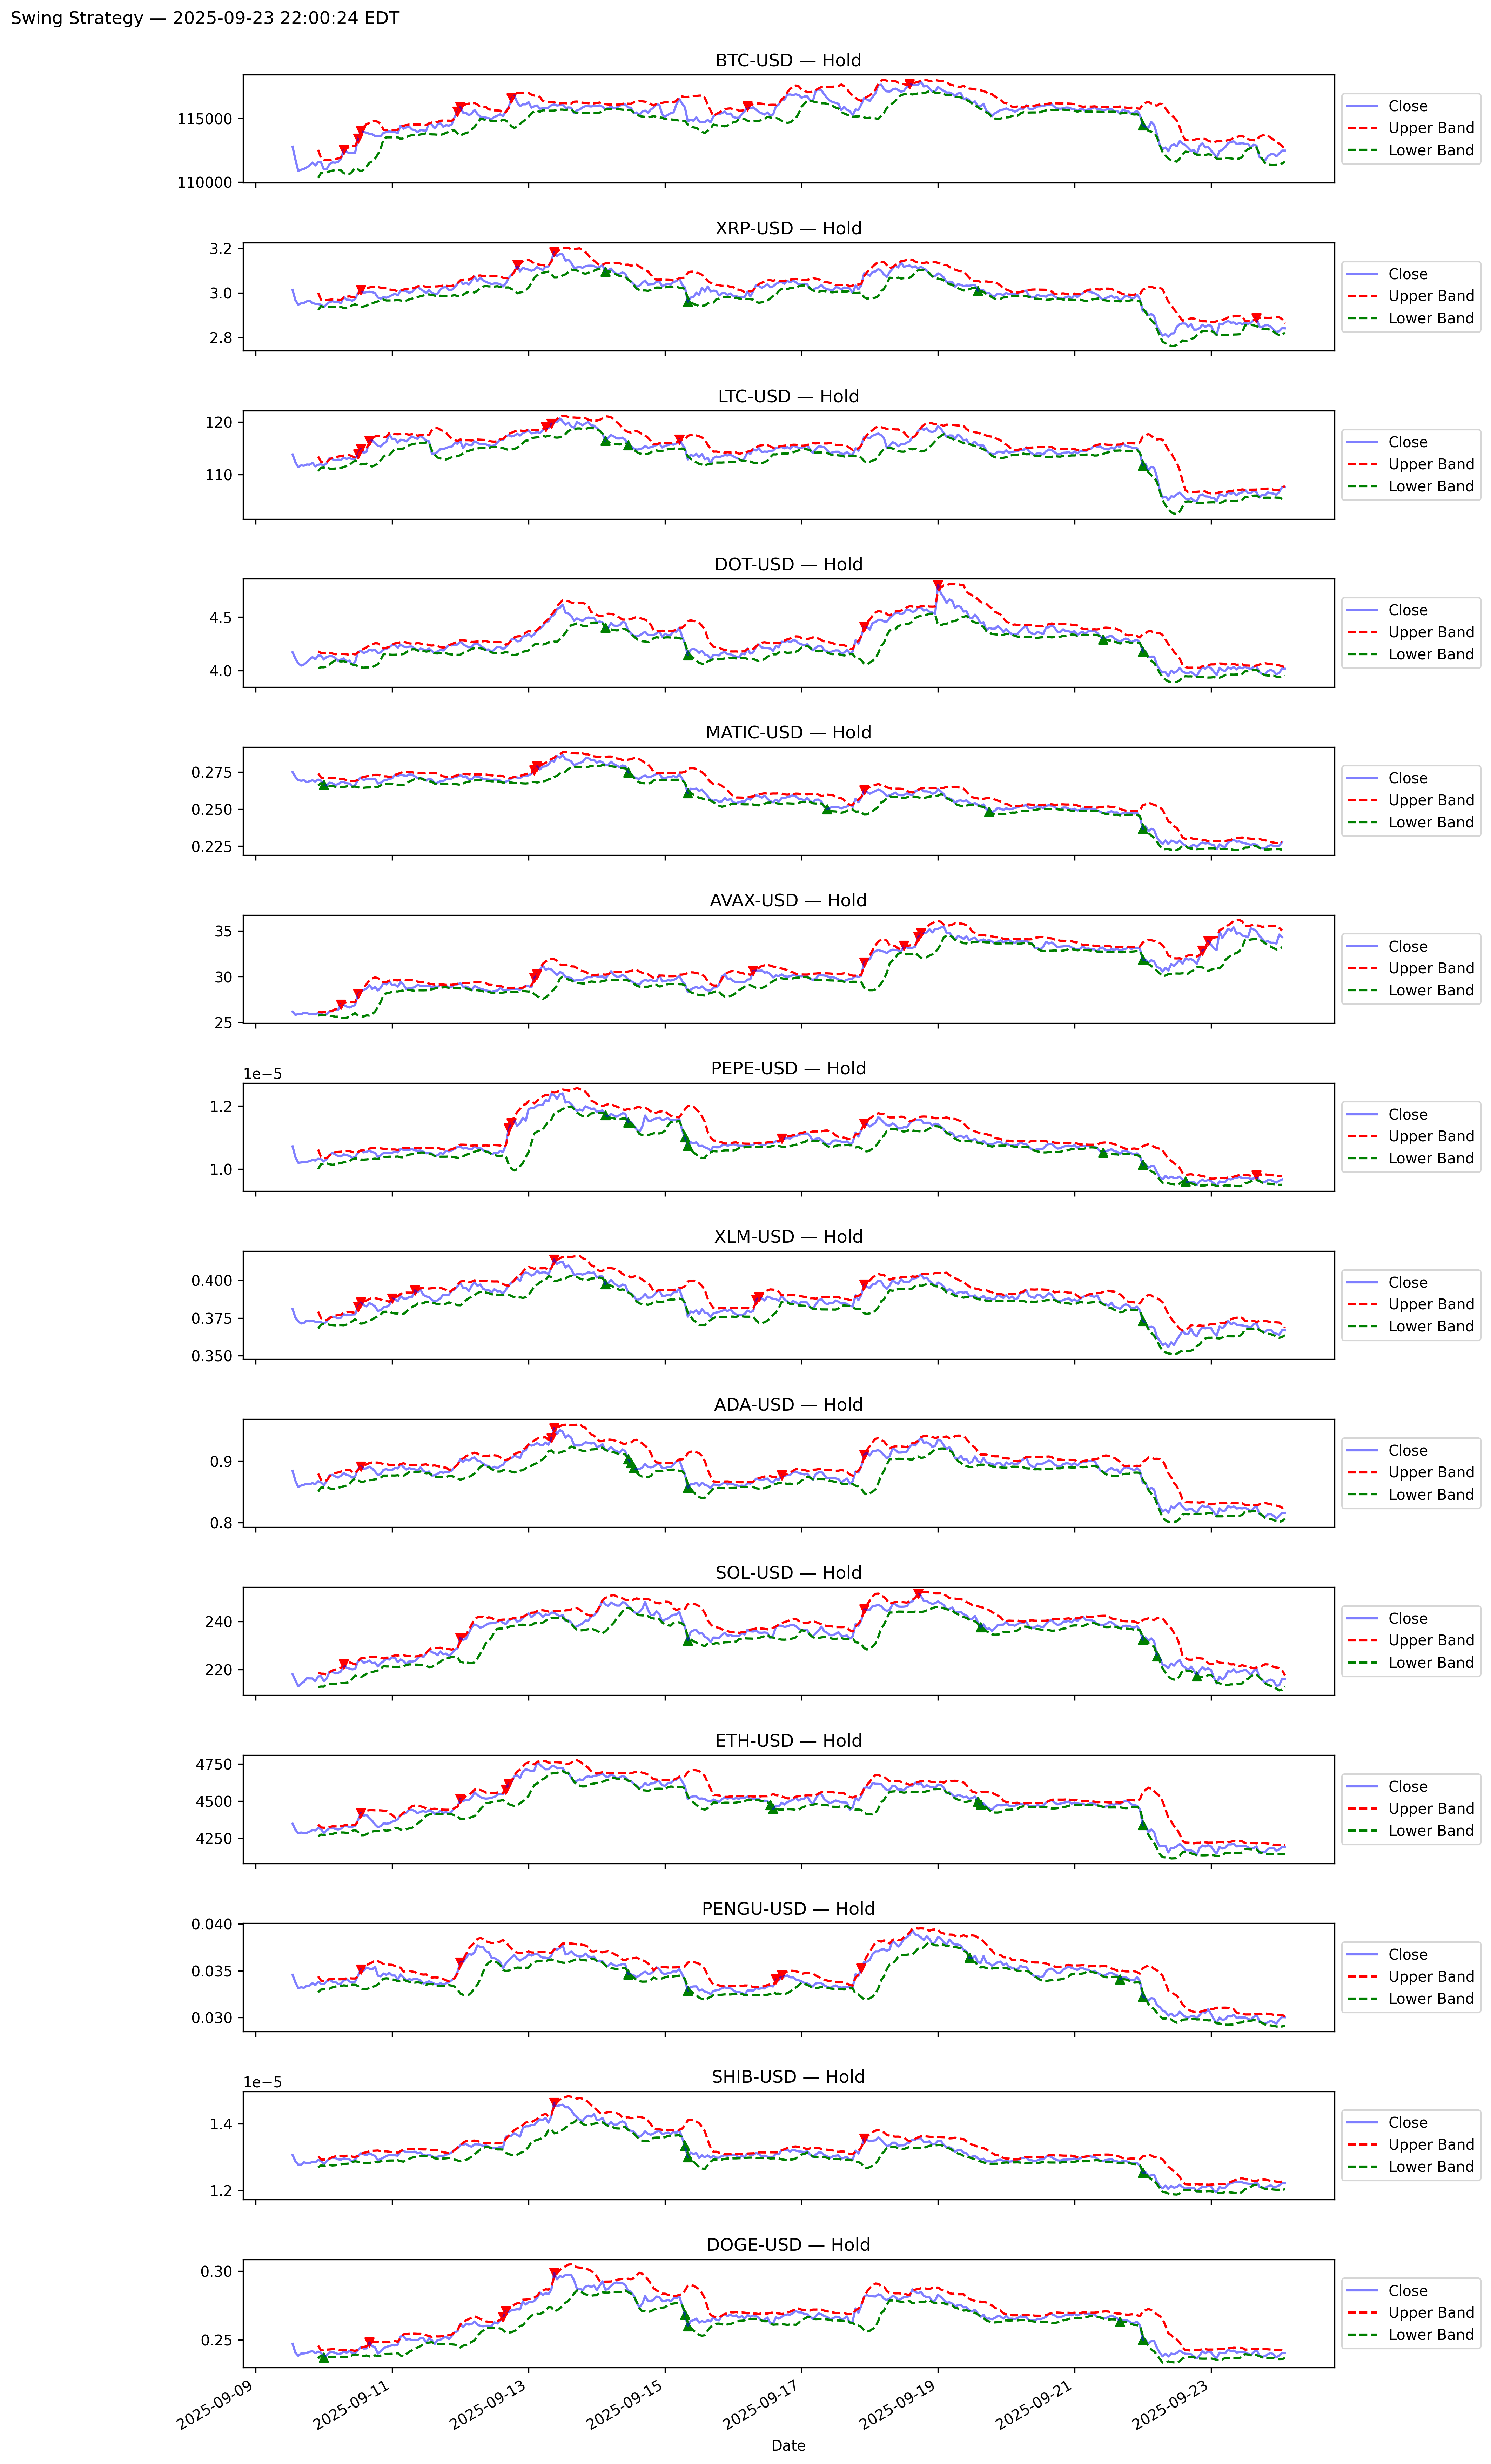 Swing Strategy — 2025-09-23 22:00:24 EDT
BTC-USD — Hold
115000
110000
Close
Upper Band
Lower Band
XRP-USD — Hold
3.2
3.0
2.8
Close
Upper Band
Lower Band
LTC-USD — Hold
120
110
Close
Upper Band
Lower Band
DOT-USD — Hold
4.5
4.0
Close
Upper Band
Lower Band
MATIC-USD — Hold
0.275
0.250
0.225
Close
Upper Band
Lower Band
AVAX-USD — Hold
35
30
25
Close
Upper Band
Lower Band
PEPE-USD — Hold
1e−5
1.2
1.0
Close
Upper Band
Lower Band
XLM-USD — Hold
0.400
0.375
0.350
Close
Upper Band
Lower Band
ADA-USD — Hold
0.9
0.8
Close
Upper Band
Lower Band
SOL-USD — Hold
240
220
Close
Upper Band
Lower Band
ETH-USD — Hold
4750
4500
4250
Close
Upper Band
Lower Band
PENGU-USD — Hold
0.040
0.035
0.030
Close
Upper Band
Lower Band
SHIB-USD — Hold
1e−5
1.4
1.2
Close
Upper Band
Lower Band
DOGE-USD — Hold
0.30
0.25
Close
Upper Band
Lower Band
2025-09-09
2025-09-11
2025-09-13
2025-09-15
2025-09-17
2025-09-19
2025-09-21
2025-09-23
Date